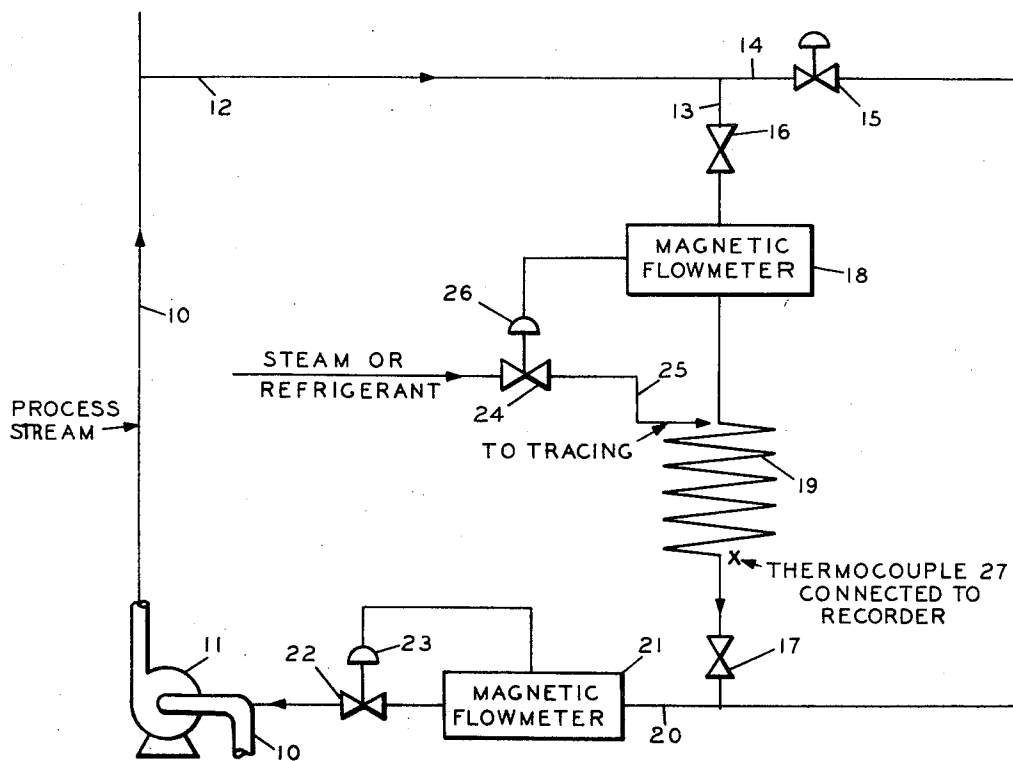 14
12
13
16
15
MAGNETIC
FLOWMETER
18
26
10
STEAM OR
REFRIGERANT
24
25
PROCESS
STREAM
TO TRACING
19
X
THERMOCOUPLE 27
CONNECTED TO
RECORDER
11
22
23
21
17
MAGNETIC
FLOWMETER
20
10